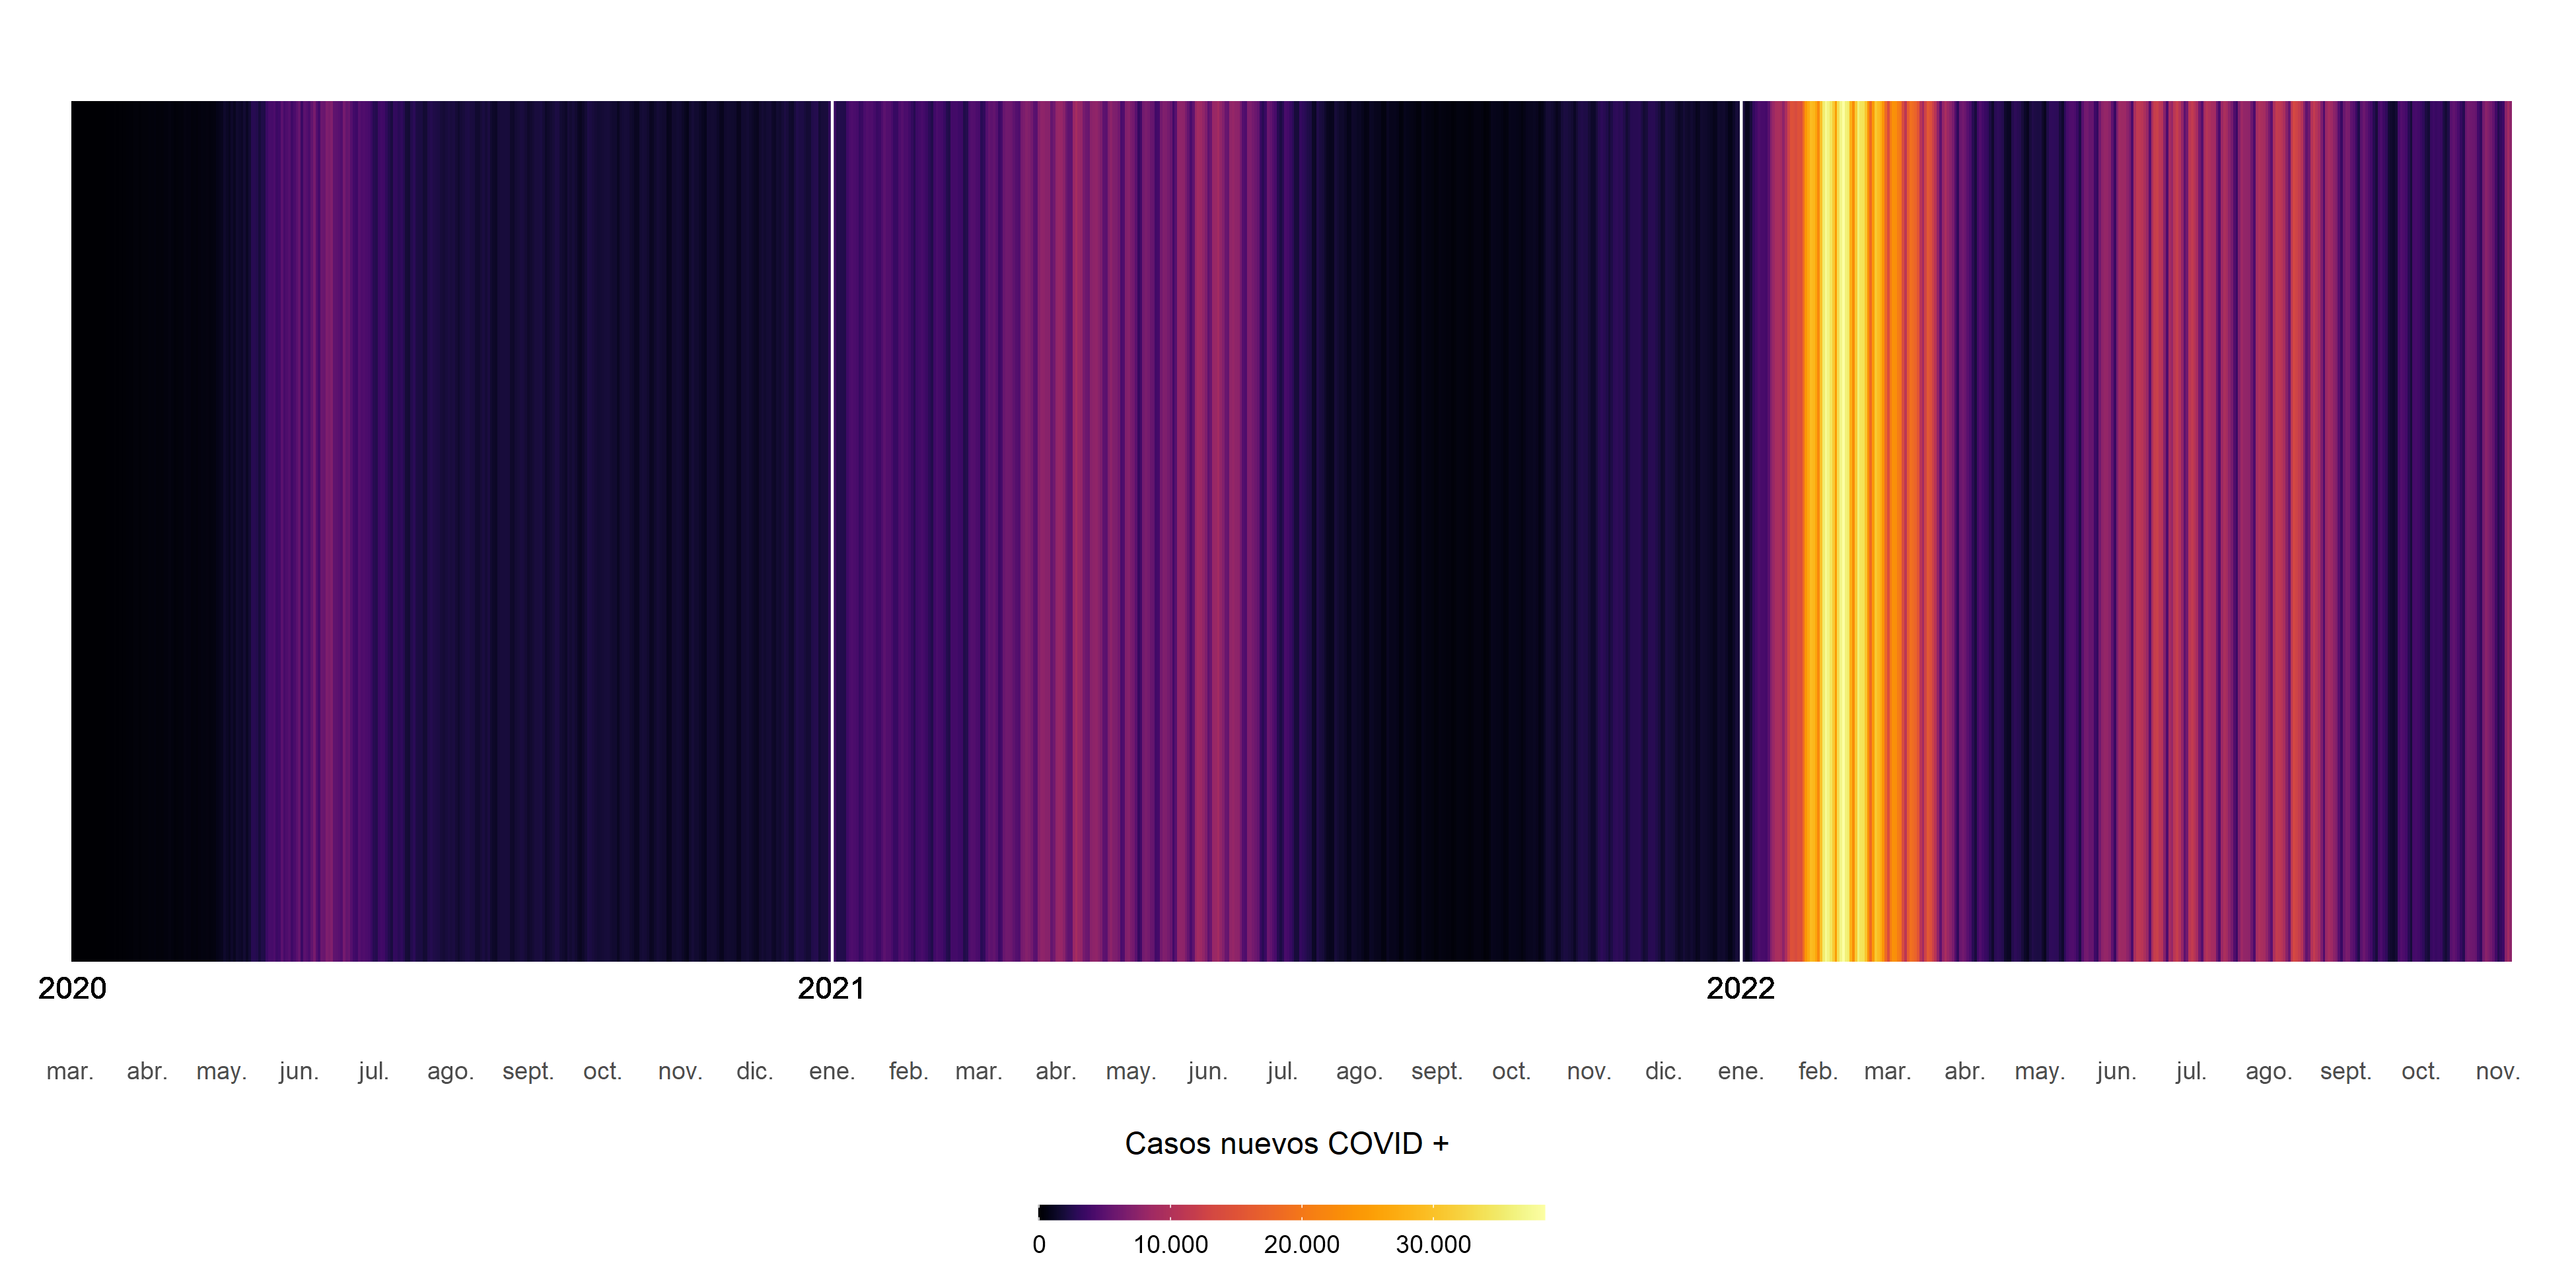 2020 2021 2022
mar. abr. may. jun. jul. ago. sept. oct. nov. dic. ene. feb. mar. abr. may. jun. jul. ago. sept. oct. nov. dic. ene. feb. mar. abr. may. jun. jul. ago. sept. oct. nov.
Casos nuevos COVID +
0 10.000 20.000 30.000